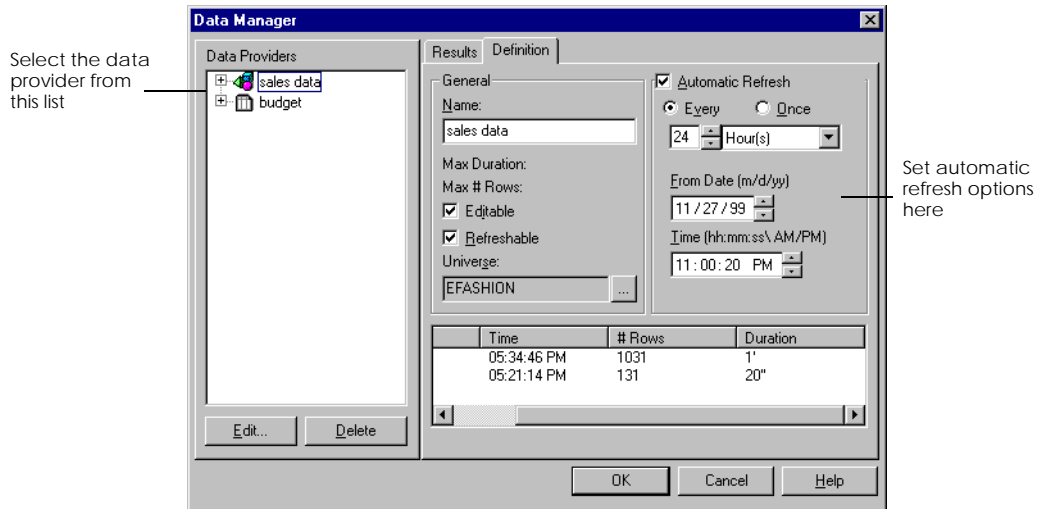 Data Manager
Select the data
provider from
this list
Data Providers
sales data
budget
Edit...
Delete
Results
Definition
General
Name:
sales data
Max Duration:
Max # Rows:
Editable
Refreshable
Universe:
EFASHION
...
Automatic Refresh
Every
Once
24
Hour(s)
From Date (m/d/yy)
11/27/99
Time (hh:mm:ss\ AM/PM)
11:00:20 PM
Set automatic
refresh options
here
Time # Rows Duration
05:34:46 PM 1031 1'
05:21:14 PM 131 20"
OK
Cancel
Help